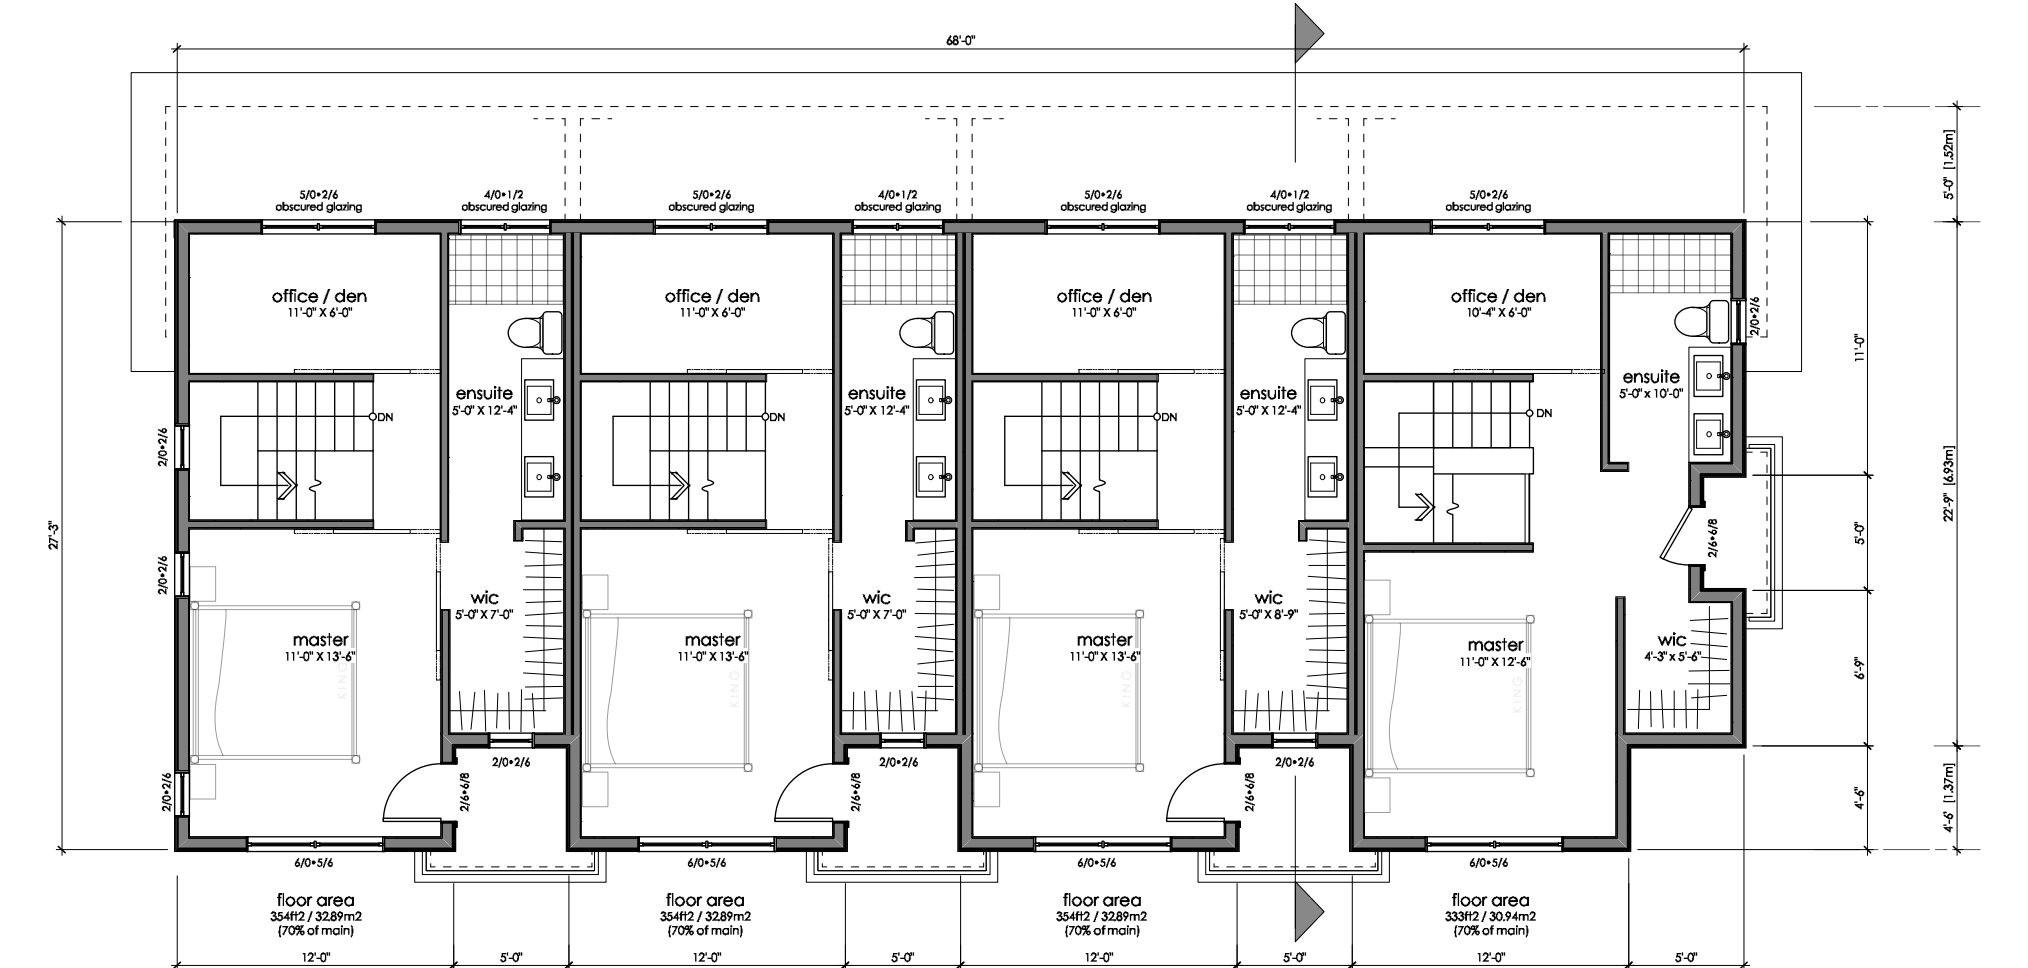 68'-0"
5'-0" [1.52m]
5/0•2/6
obscured glazing
4/0•1/2
obscured glazing
5/0•2/6
obscured glazing
4/0•1/2
obscured glazing
5/0•2/6
obscured glazing
4/0•1/2
obscured glazing
5/0•2/6
obscured glazing
office / den
11'-0" X 6'-0"
office / den
11'-0" X 6'-0"
office / den
11'-0" X 6'-0"
office / den
10'-4" X 6'-0"
2/0•2/6
11'-0"
ensuite
5'-0" X 12'-4"
ensuite
5'-0" X 12'-4"
ensuite
5'-0" X 12'-4"
ensuite
5'-0" X 10'-0"
DN
DN
DN
DN
2/0•2/6
27'-3"
22'-9" [6.93m]
5'-0"
2/6•6/8
2/0•2/6
wic
5'-0" X 7'-0"
wic
5'-0" X 7'-0"
wic
5'-0" X 8'-9"
master
11'-0" X 13'-6"
master
11'-0" X 13'-6"
master
11'-0" X 13'-6"
master
11'-0" X 12'-6"
wic
4'-3" x 5'-6"
6'-9"
KING
KING
KING
KING
2/0•2/6
2/0•2/6
2/0•2/6
2/0•2/6
2/6•6/8
2/6•6/8
2/6•6/8
4'-6"
4'-6" [1.37m]
6/0•5/6
6/0•5/6
6/0•5/6
6/0•5/6
floor area
354ft2 / 32.89m2
(70% of main)
floor area
354ft2 / 32.89m2
(70% of main)
floor area
354ft2 / 32.89m2
(70% of main)
floor area
333ft2 / 30.94m2
(70% of main)
12'-0"
5'-0"
12'-0"
5'-0"
12'-0"
5'-0"
12'-0"
5'-0"